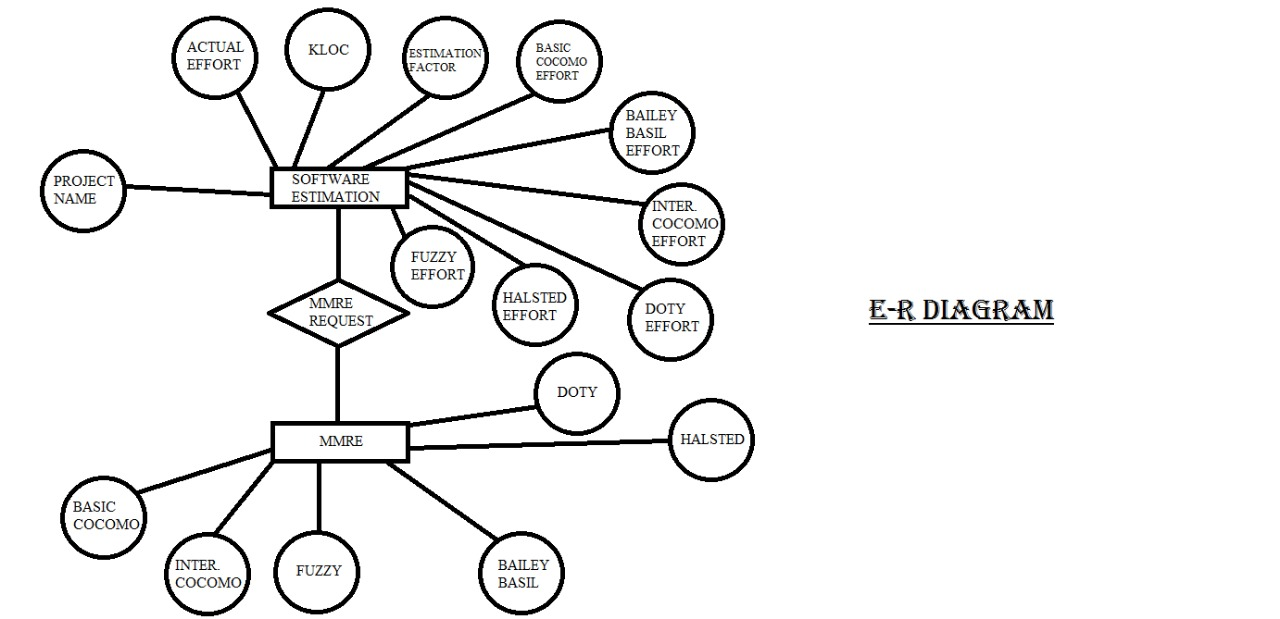 ACTUAL
EFFORT
KLOC
ESTIMATION
FACTOR
BASIC
COCOMO
EFFORT
BAILEY
BASIL
EFFORT
PROJECT
NAME
SOFTWARE
ESTIMATION
INTER.
COCOMO
EFFORT
FUZZY
EFFORT
HALSTED
EFFORT
DOTY
EFFORT
MMRE
REQUEST
E-R DIAGRAM
DOTY
MMRE
HALSTED
BASIC
COCOMO
INTER.
COCOMO
FUZZY
BAILEY
BASIL